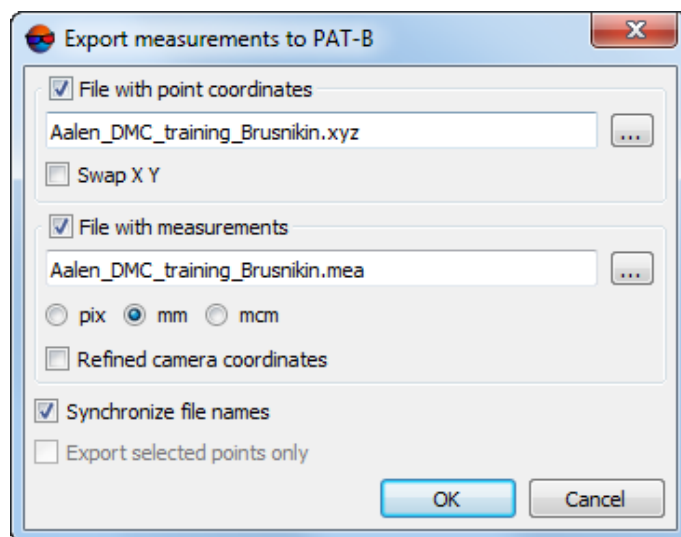 Export measurements to PAT-B
File with point coordinates
Aalen_DMC_training_Brusnikin.xyz
...
Swap X Y
File with measurements
Aalen_DMC_training_Brusnikin.mea
...
pix mm mcm
Refined camera coordinates
Synchronize file names
Export selected points only
OK Cancel